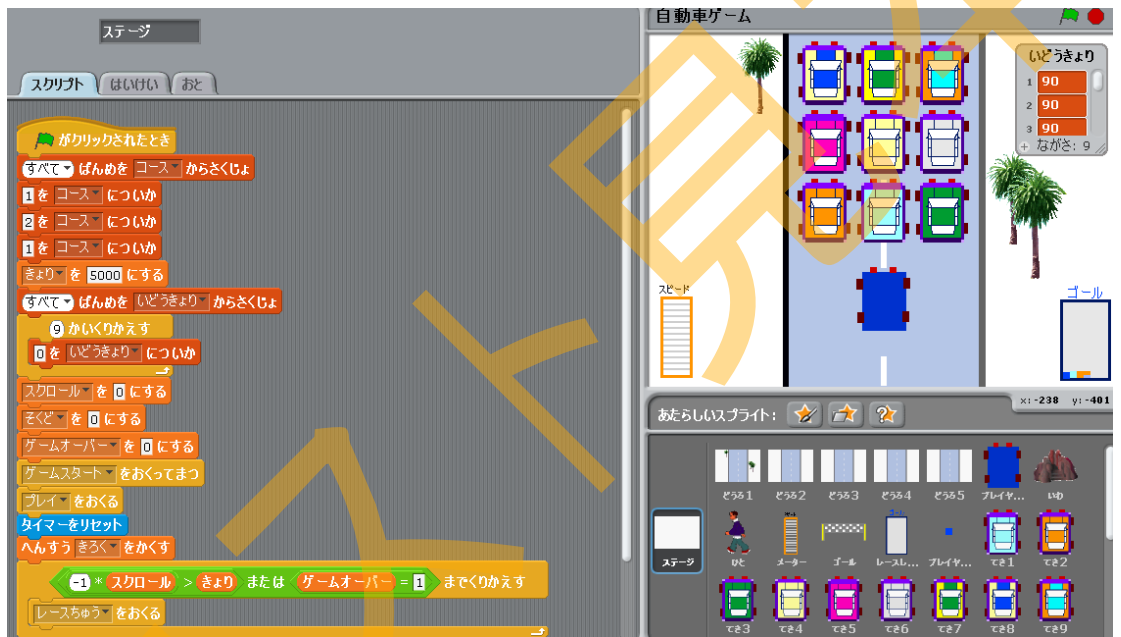 ステージ
スクリプト
はいけい
おと
がクリックされたとき
すべて ばんめを コース からさくじょ
1 を コース についか
2 を コース についか
1 を コース についか
きょり を 5000 にする
すべて ばんめを いどうきょり からさくじょ
9 かいくりかえす
0 を いどうきょり についか
スクロール を 0 にする
そくど を 0 にする
ゲームオーバー を 0 にする
ゲームスタート をおくってまつ
プレイ をおくる
タイマーをリセット
へんすう きろく をかくす
-1 * スクロール > きょり または ゲームオーバー = 1 までくりかえす
レースちゅう をおくる
自動車ゲーム
いどうきょり
1 90
2 90
3 90
+ ながさ: 9
スピード
ゴール
x: -238 y: -401
あたらしいスプライト:
ステージ
どうろ1 どうろ2 どうろ3 どうろ4 どうろ5 プレイヤ... いわ
ひと メーター ゴール レースレ... プレイヤ... てき1 てき2
てき3 てき4 てき5 てき6 てき7 てき8 てき9